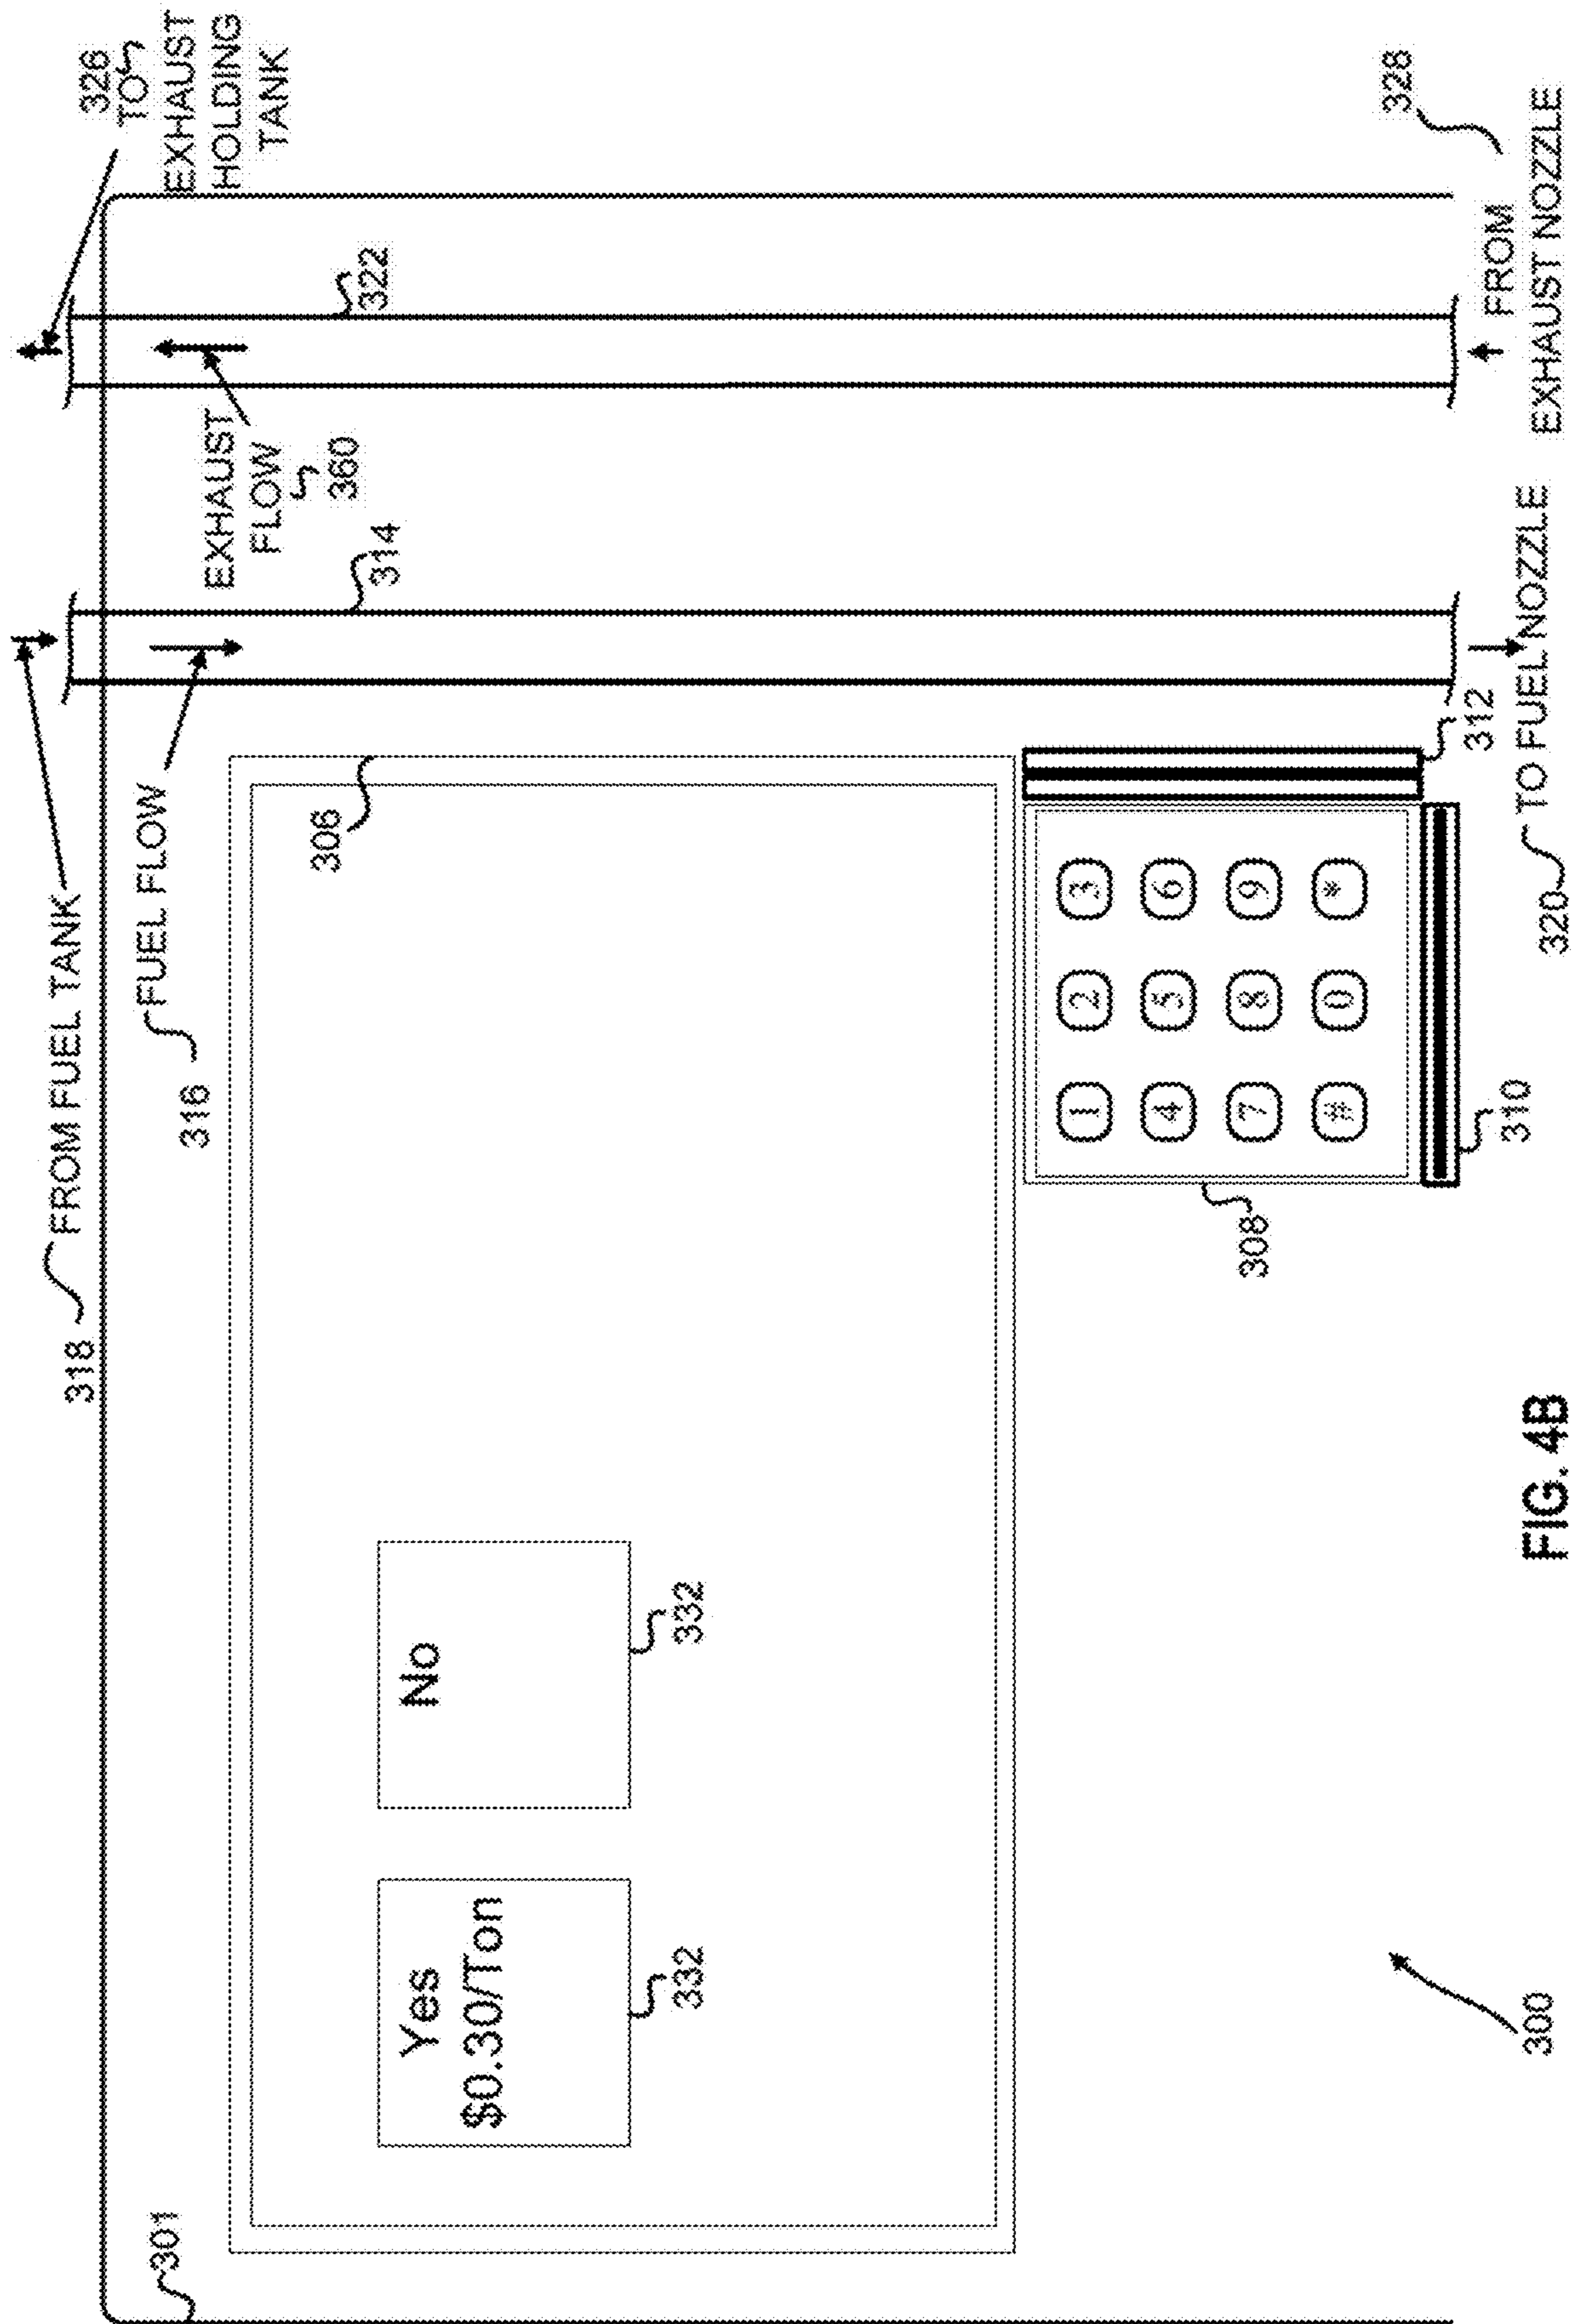 318
FROM FUEL TANK
326
TO
EXHAUST
HOLDING
TANK
301
316
FUEL FLOW
EXHAUST
FLOW
360
322
314
306
Yes
$0.30/Ton
332
No
332
308
1 2 3
4 5 6
7 8 9
# 0 *
310
312
320
TO FUEL NOZZLE
328
FROM
EXHAUST NOZZLE
300
FIG. 4B